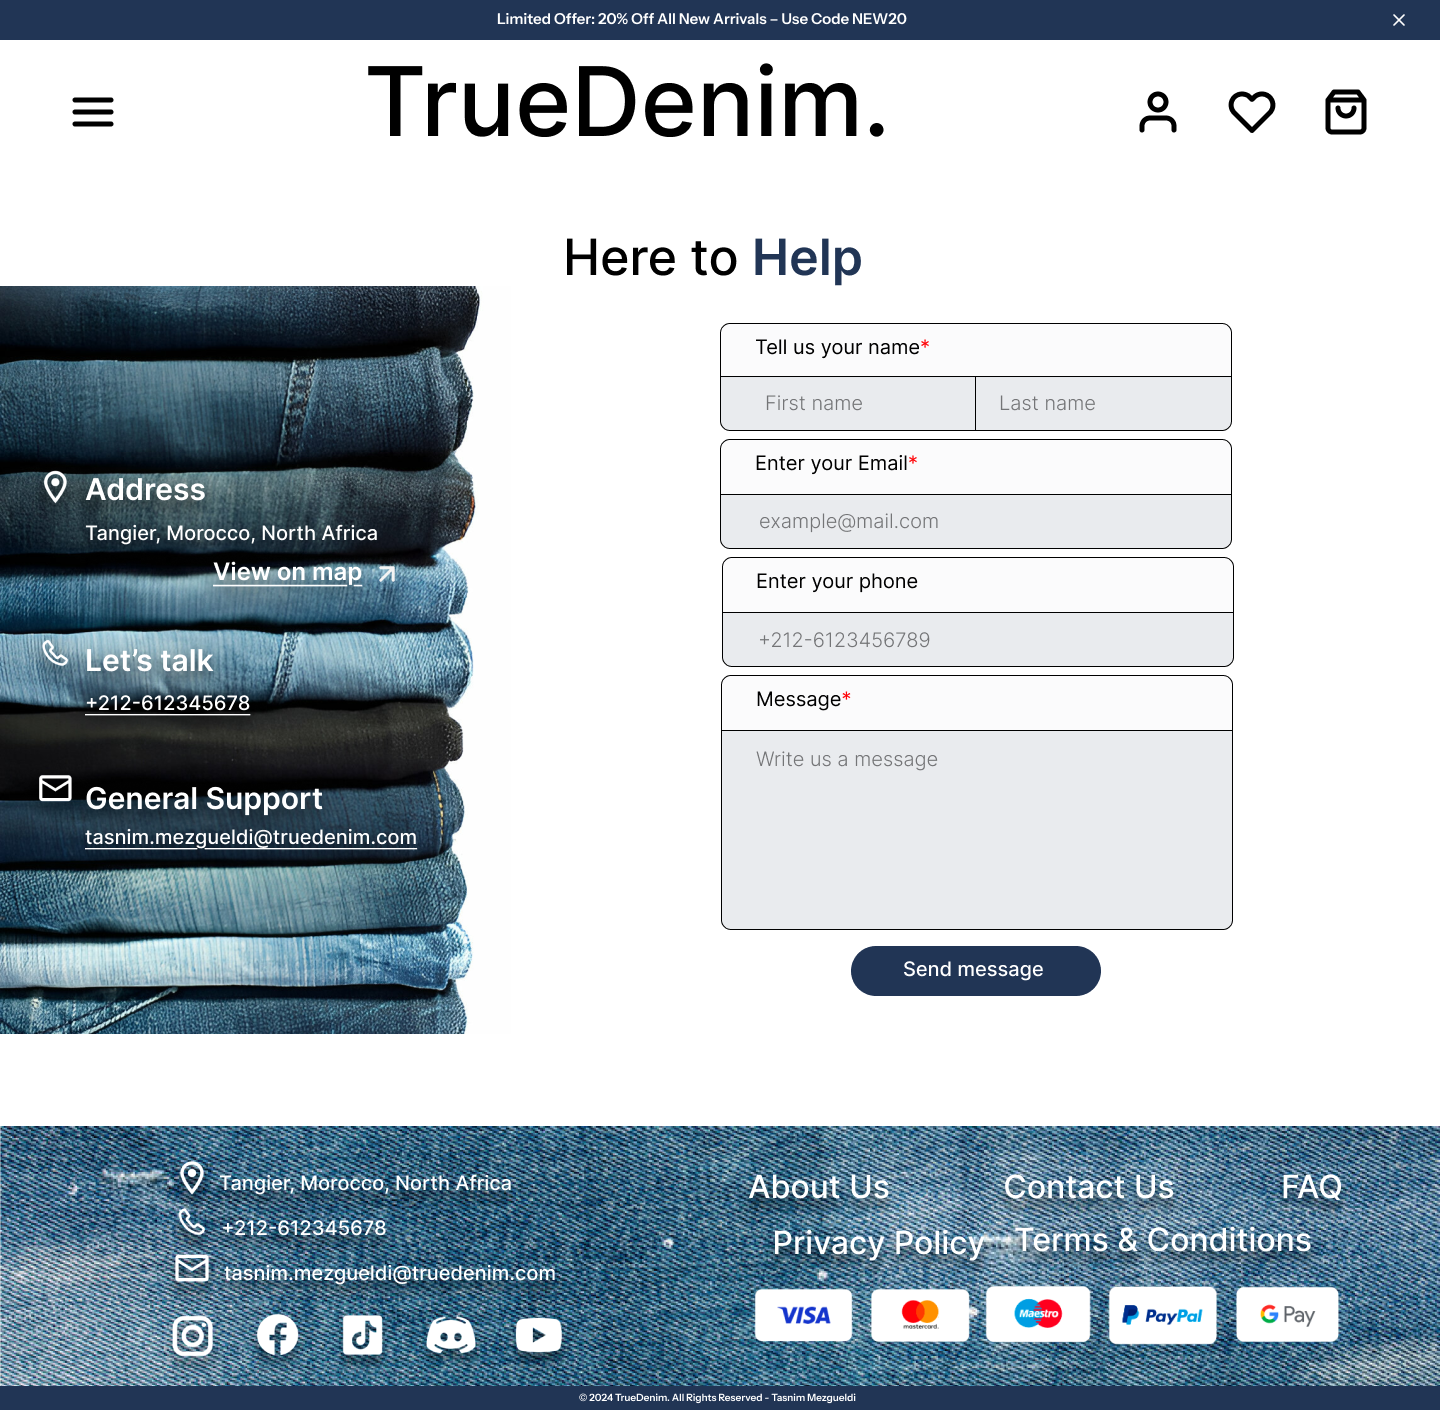 Limited Offer: 20% Off All New Arrivals – Use Code NEW20
TrueDenim.
Here to Help
Address
Tangier, Morocco, North Africa
View on map
Let's talk
+212-612345678
General Support
tasnim.mezgueldi@truedenim.com
Tell us your name*
First name
Last name
Enter your Email*
example@mail.com
Enter your phone
+212-6123456789
Message*
Write us a message
Send message
Tangier, Morocco, North Africa
+212-612345678
tasnim.mezgueldi@truedenim.com
About Us
Contact Us
FAQ
Privacy Policy
Terms & Conditions
VISA
mastercard.
Maestro
PayPal
G Pay
© 2024 TrueDenim. All Rights Reserved - Tasnim Mezgueldi